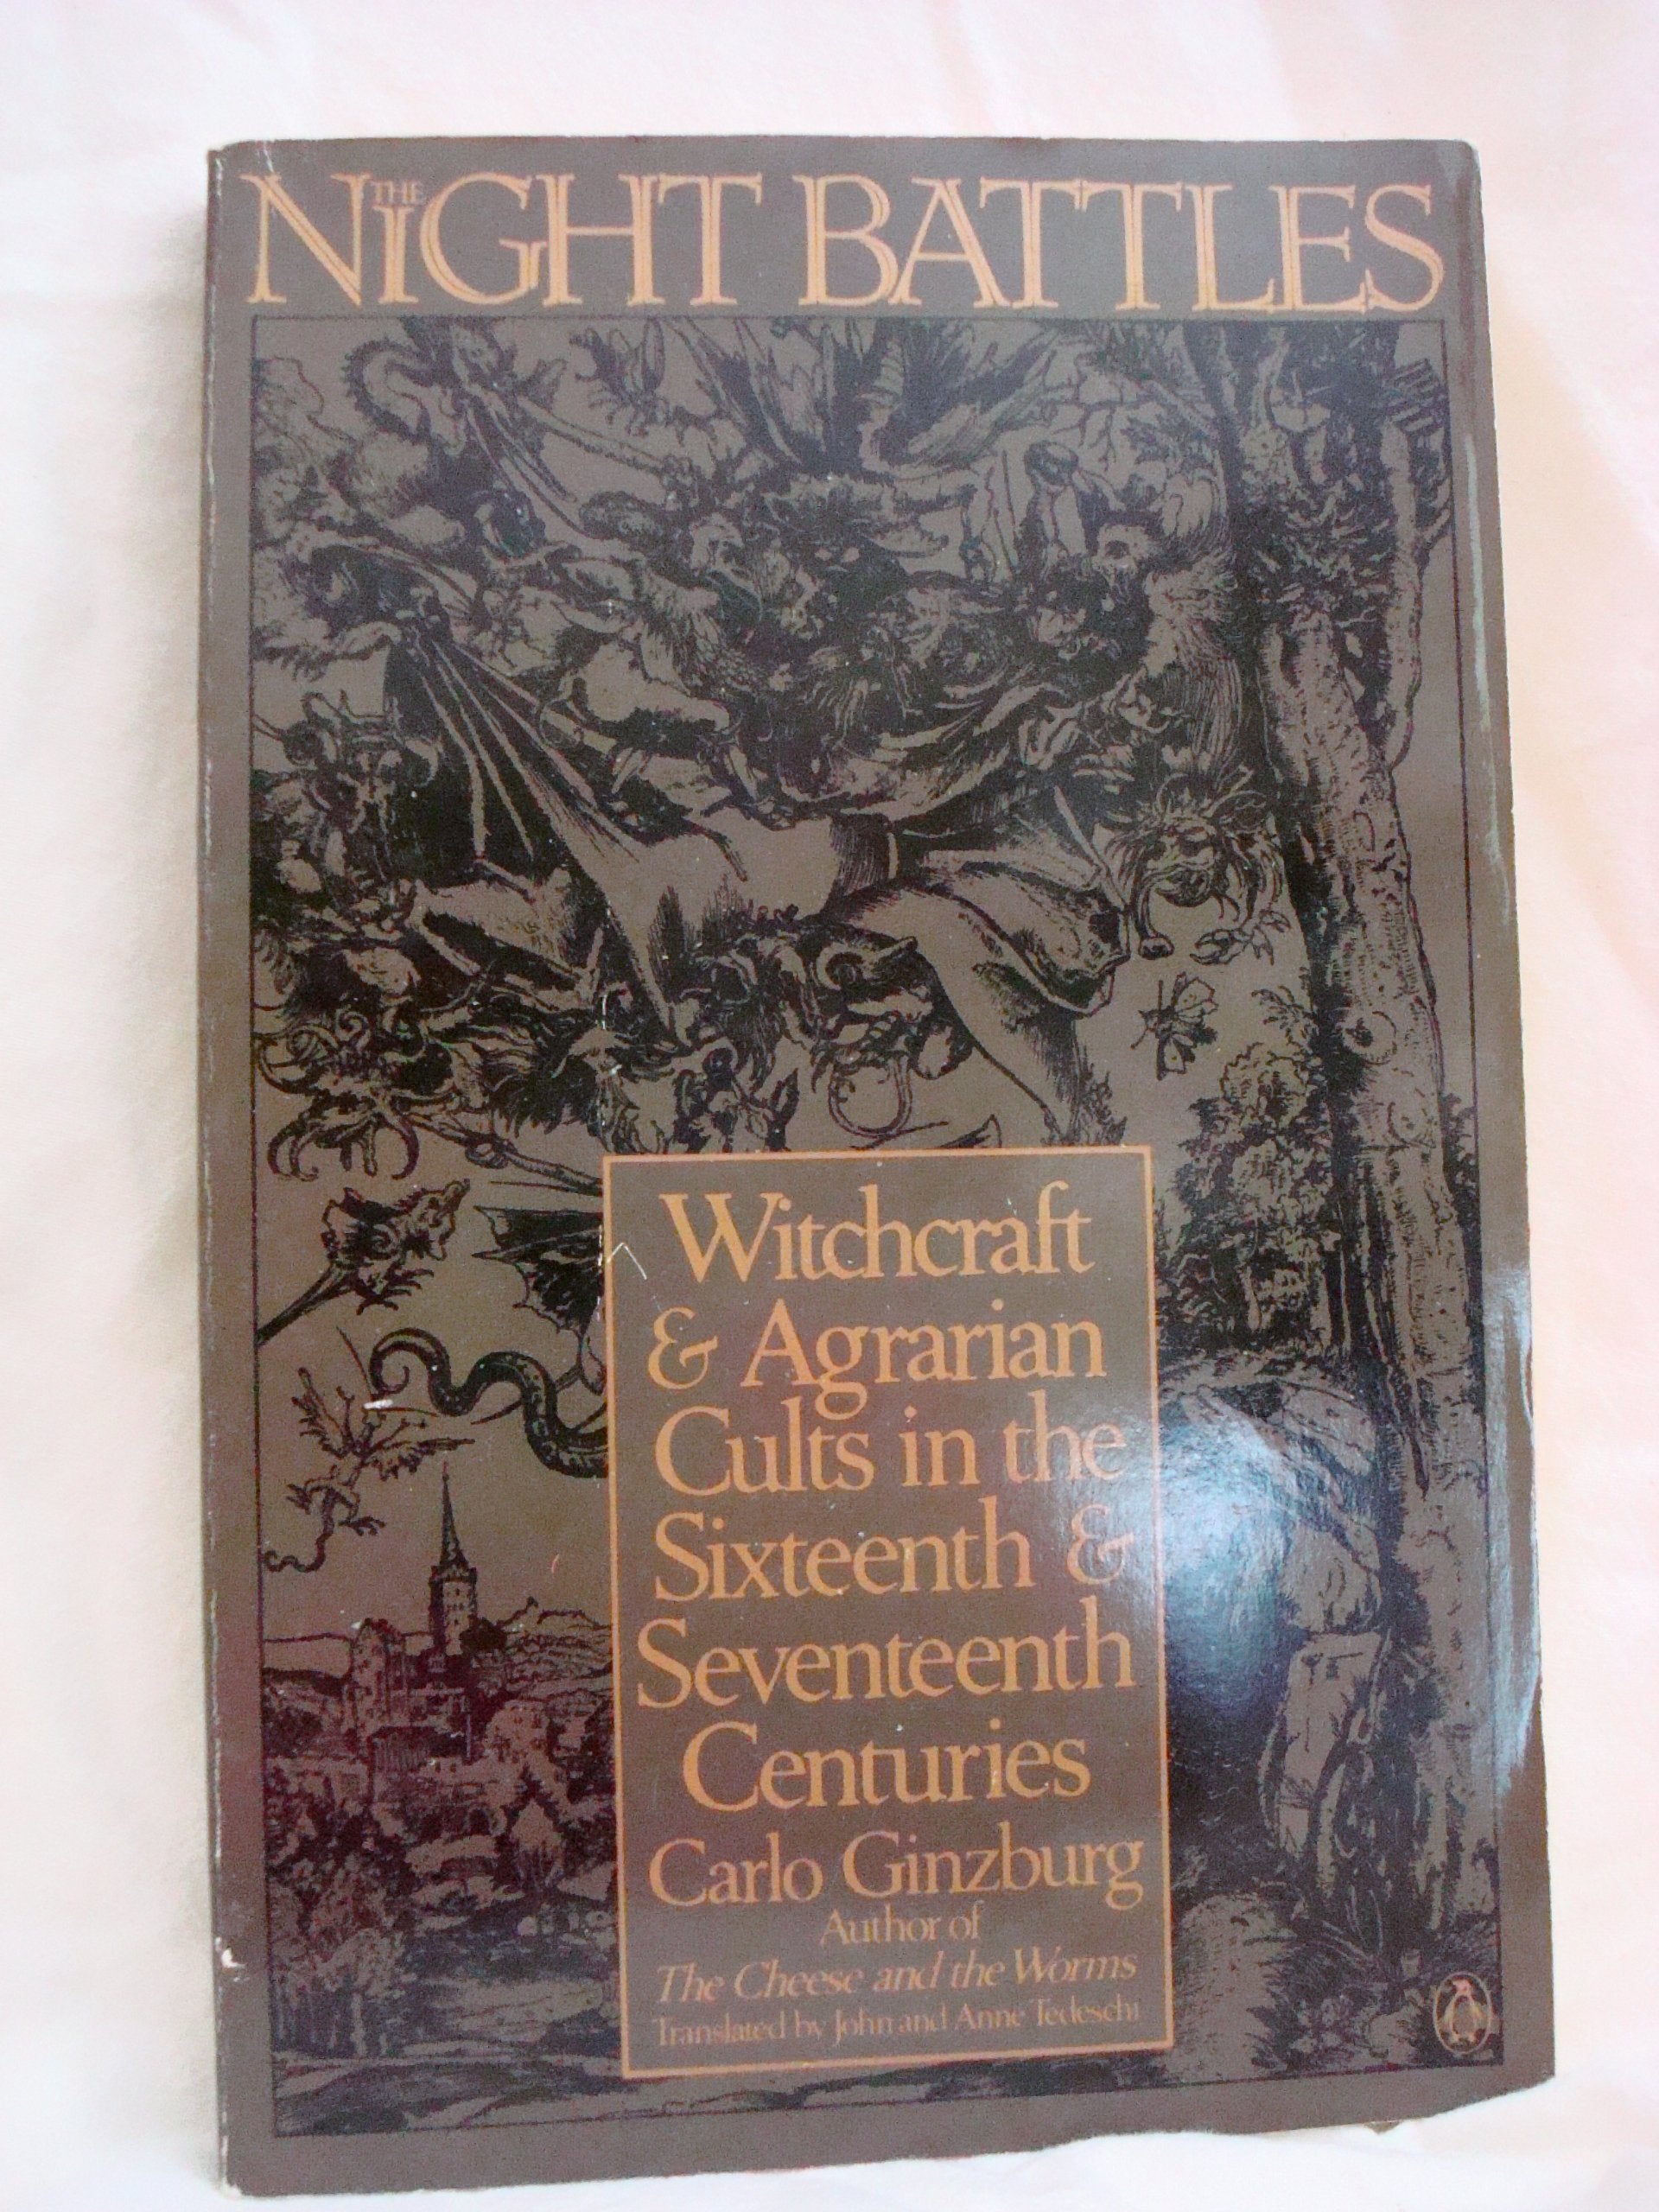 THE
NIGHT BATTLES
Witchcraft
& Agrarian
Cults in the
Sixteenth &
Seventeenth
Centuries
Carlo Ginzburg
Author of
The Cheese and the Worms
Translated by John and Anne Tedeschi